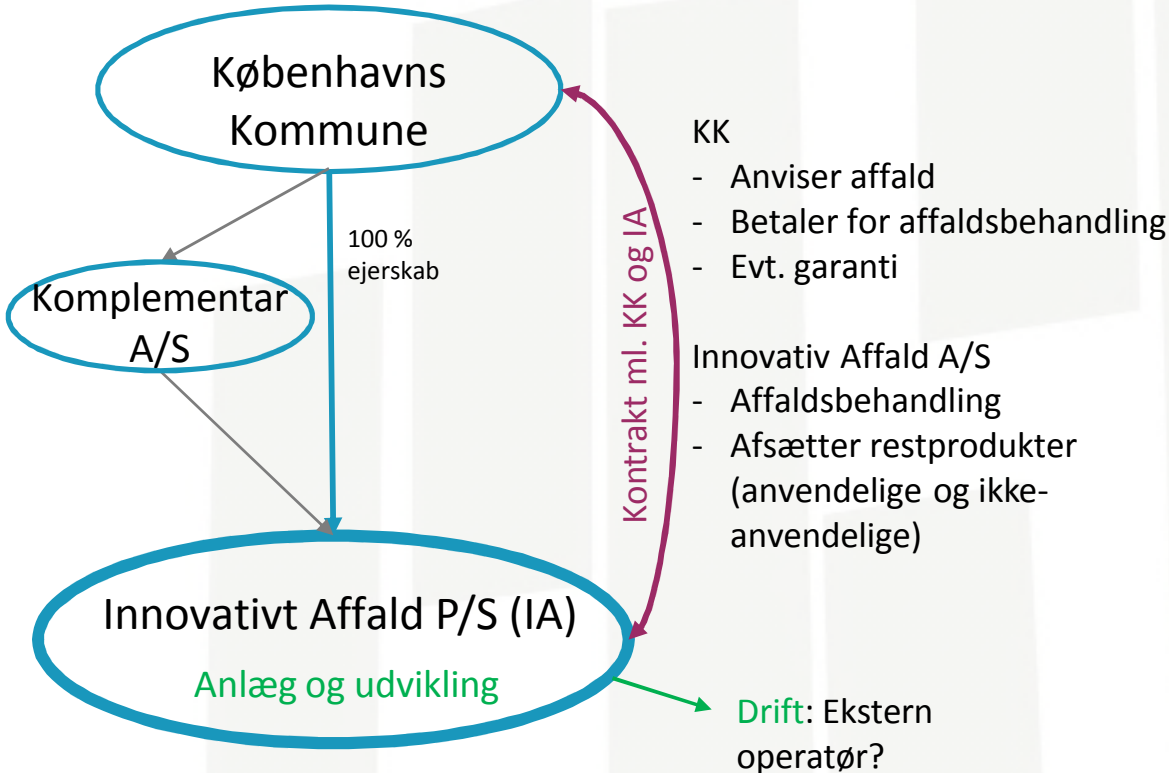 Københavns
Kommune
100 %
ejerskab
Komplementar
A/S
Kontrakt ml. KK og IA
KK
- Anviser affald
- Betaler for affaldsbehandling
- Evt. garanti
Innovativ Affald A/S
- Affaldsbehandling
- Afsætter restprodukter
(anvendelige og ikke-
anvendelige)
Innovativt Affald P/S (IA)
Anlæg og udvikling
Drift: Ekstern
operatør?